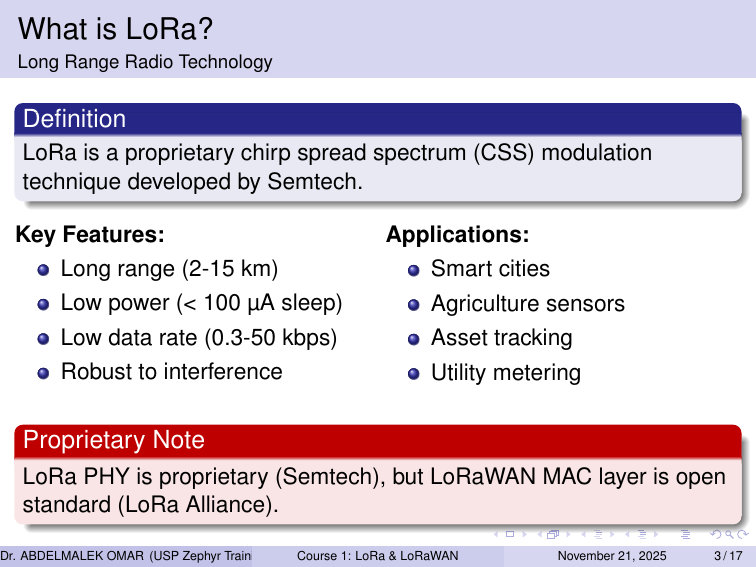 What is LoRa?
Long Range Radio Technology
Definition
LoRa is a proprietary chirp spread spectrum (CSS) modulation
technique developed by Semtech.
Key Features:
Long range (2-15 km)
Low power (< 100 µA sleep)
Low data rate (0.3-50 kbps)
Robust to interference
Applications:
Smart cities
Agriculture sensors
Asset tracking
Utility metering
Proprietary Note
LoRa PHY is proprietary (Semtech), but LoRaWAN MAC layer is open
standard (LoRa Alliance).
Dr. ABDELMALEK OMAR (USP Zephyr Train Course 1: LoRa & LoRaWAN November 21, 2025 3 / 17